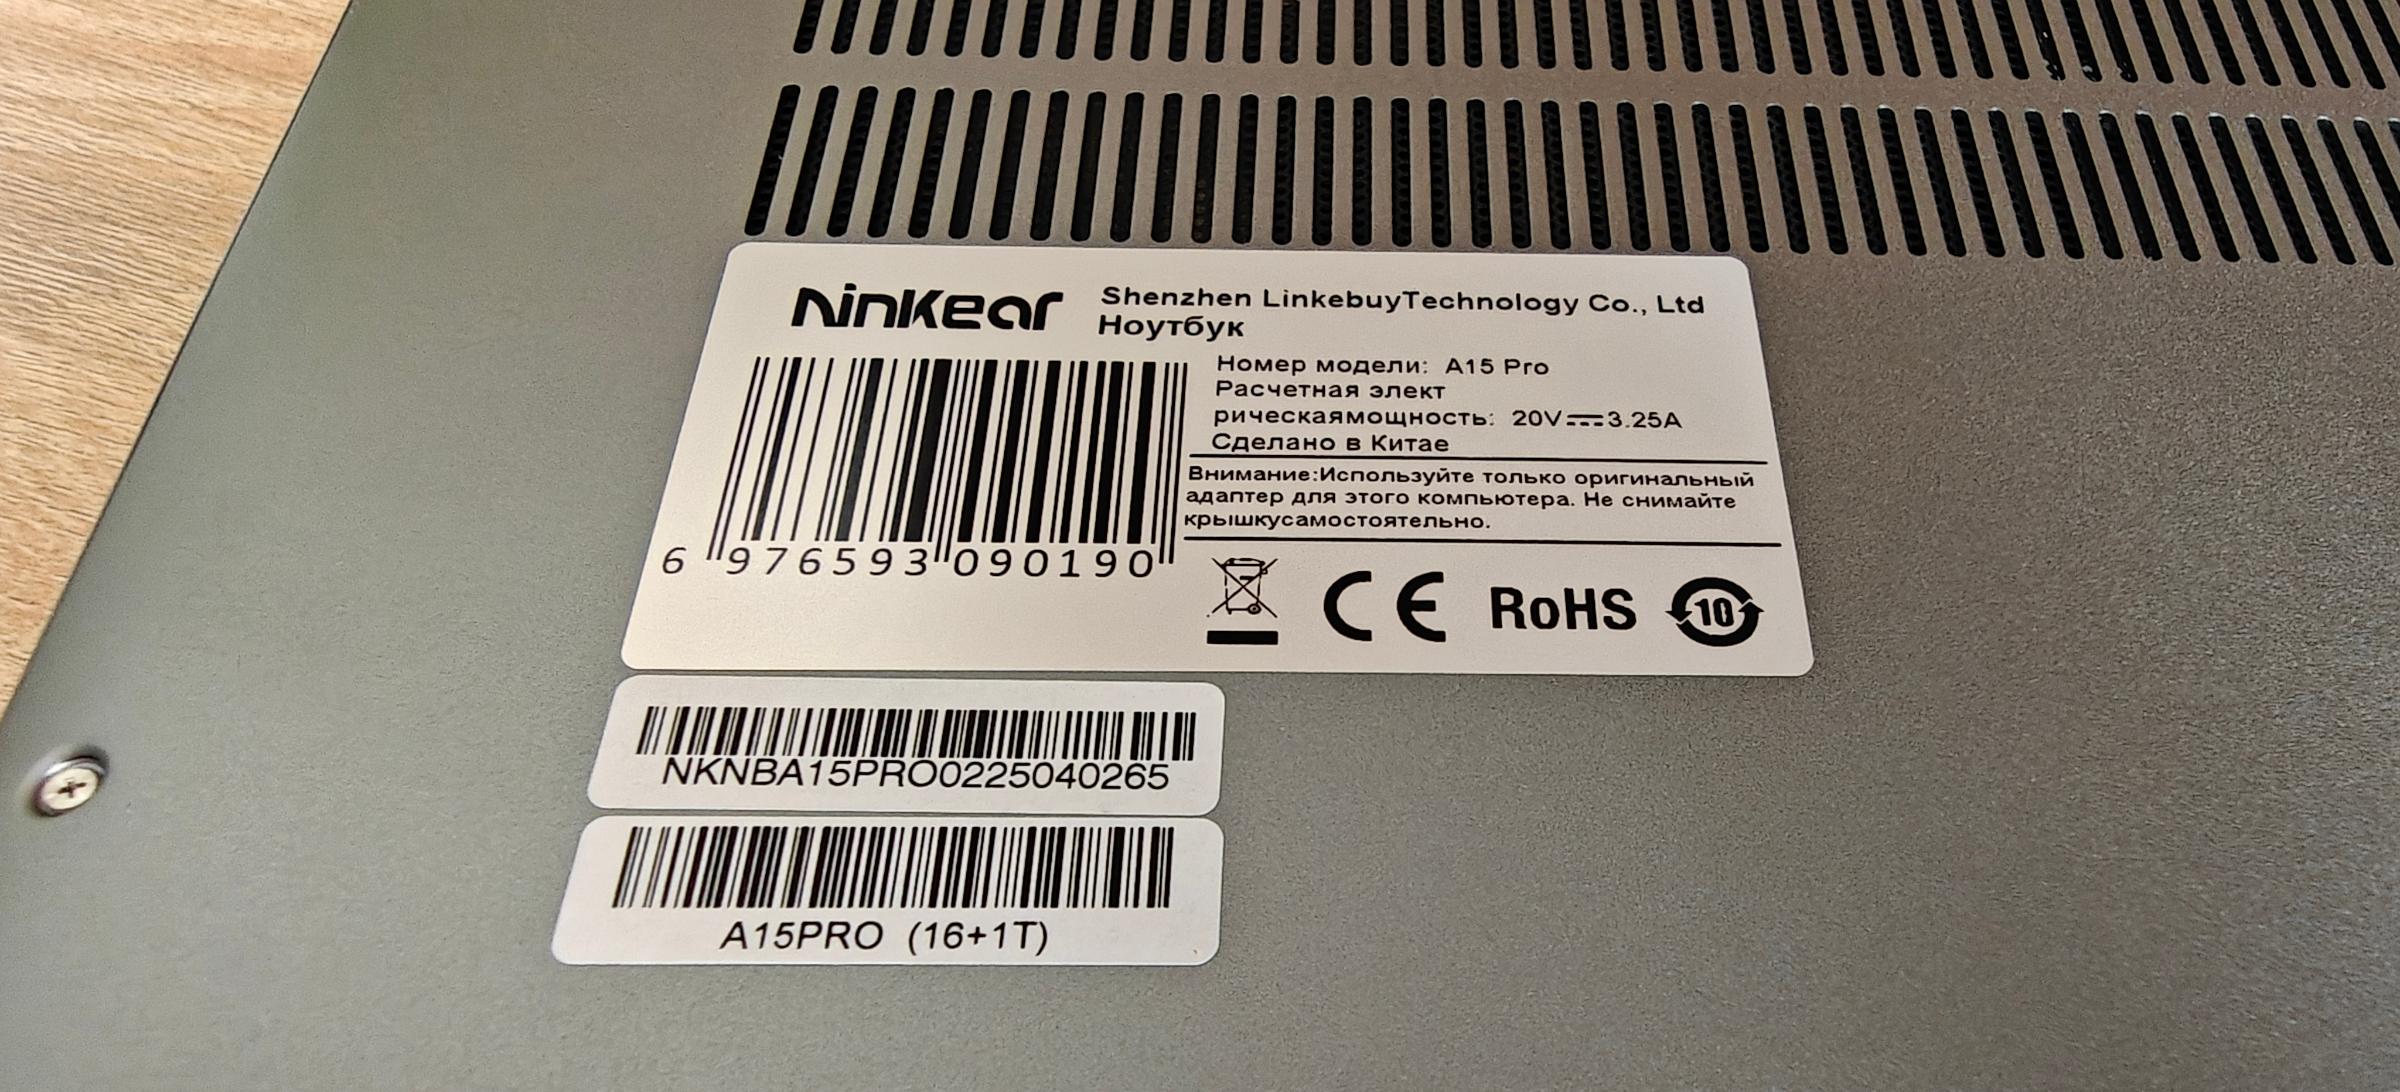 Ninkear
Shenzhen LinkebuyTechnology Co., Ltd
Ноутбук
Номер модели: A15 Pro
Расчетная элект
рическаямощность: 20V⎓3.25A
Сделано в Китае
Внимание:Используйте только оригинальный
адаптер для этого компьютера. Не снимайте
крышкусамостоятельно.
6 976593 090190
CE RoHS 10
NKNBA15PRO0225040265
A15PRO (16+1T)